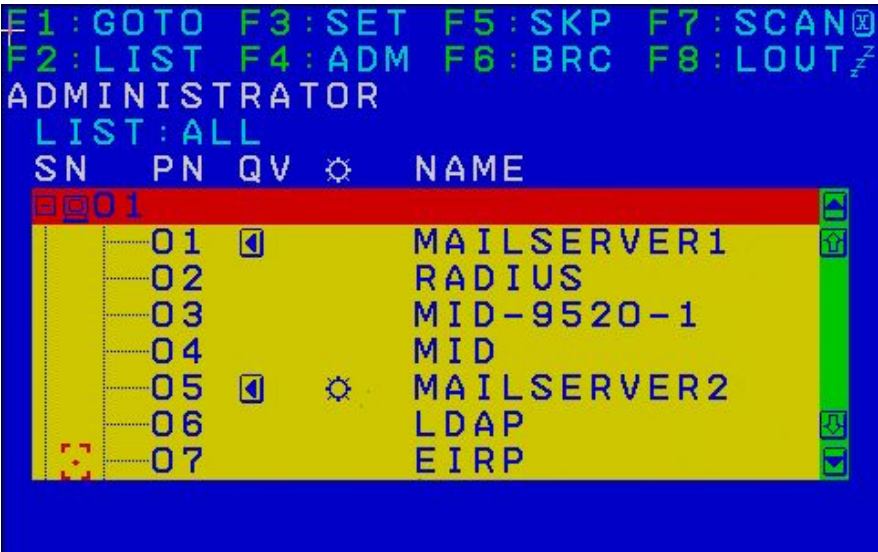 F1:GOTO F3:SET F5:SKP F7:SCAN
F2:LIST F4:ADM F6:BRC F8:LOUT zZ
ADMINISTRATOR
LIST:ALL
SN PN QV NAME
01
01 MAILSERVER1
02 RADIUS
03 MID-9520-1
04 MID
05 MAILSERVER2
06 LDAP
07 EIRP